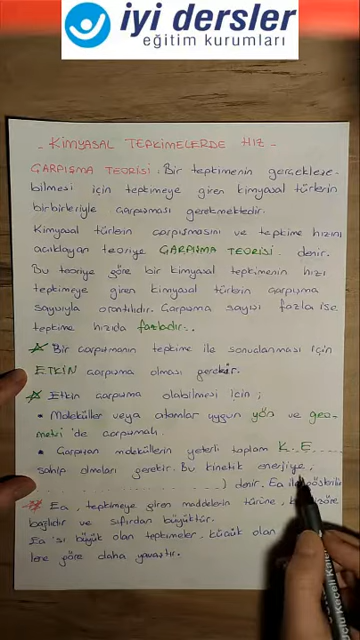 iyi dersler
eğitim kurumları
- KİMYASAL TEPKİMELERDE HIZ -
ÇARPIŞMA TEORİSİ: Bir tepkimenin gerçekleşe-
bilmesi için tepkimeye giren kimyasal türlerin
birbirleriyle çarpışması gerekmektedir.
Kimyasal türlerin çarpışmasını ve tepkime hızını
açıklayan teoriye ÇARPIŞMA TEORİSİ denir.
Bu teoriye göre bir kimyasal tepkimenin hızı
tepkimeye giren kimyasal türlerin çarpışma
sayısıyla orantılıdır. Çarpışma sayısı fazla ise
tepkime hızıda fazladır.
Bir çarpışmanın tepkime ile sonuçlanması için
ETKİN çarpışma olması gerekir.
Etkin çarpışma olabilmesi için;
• Moleküller veya atomlar uygun yön ve geo-
metri'de çarpışmalı.
• Çarpışan moleküllerin yeterli toplam K.E......
sahip olmaları gerekir. Bu kinetik enerjiye,
) denir. Ea ile gösterilir
Ea, tepkimeye giren maddelerin türüne,
bağlıdır ve sıfırdan büyüktür.
Ea'sı büyük olan tepkimeler, küçük olan
lere göre daha yavaştır.